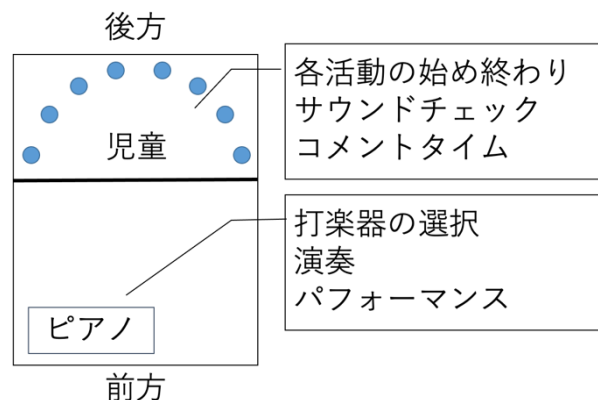 後方
児童
各活動の始め終わり
サウンドチェック
コメントタイム
打楽器の選択
演奏
パフォーマンス
ピアノ
前方